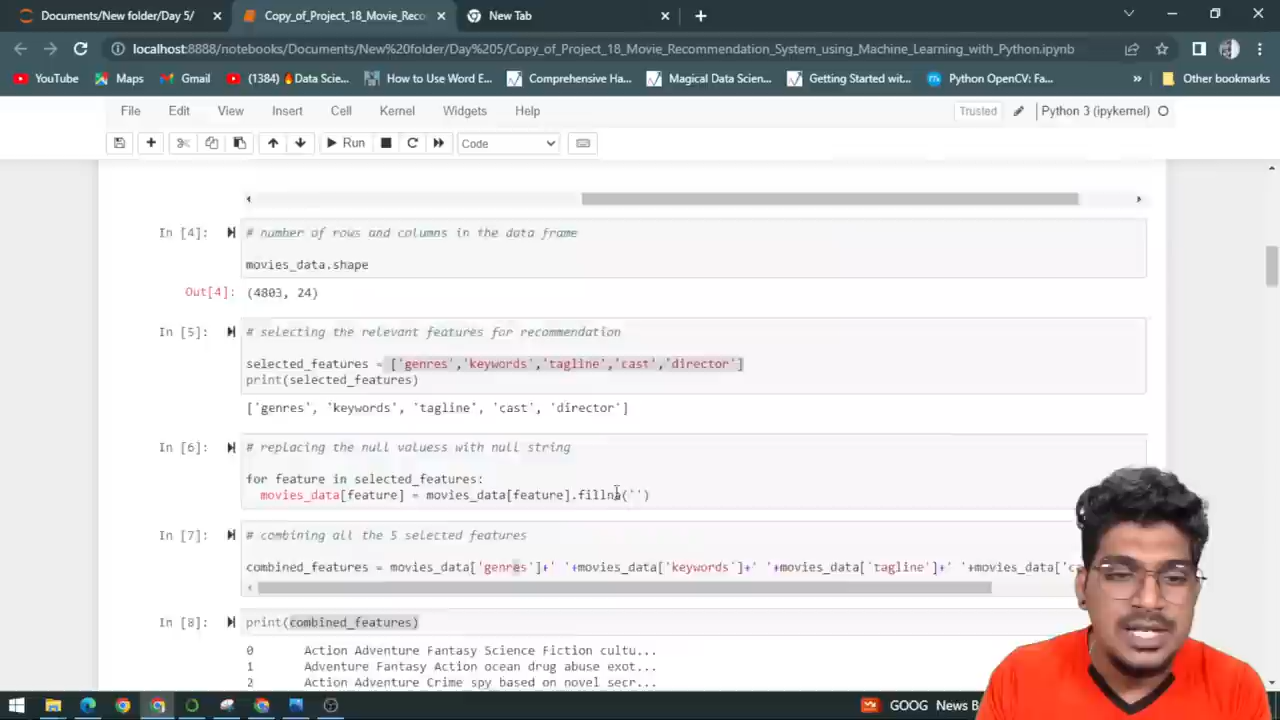 Documents/New folder/Day 5/
Copy_of_Project_18_Movie_Reco
New Tab
localhost:8888/notebooks/Documents/New%20folder/Day%205/Copy_of_Project_18_Movie_Recommendation_System_using_Machine_Learning_with_Python.ipynb
YouTube
Maps
Gmail
(1384) 🔥Data Scie...
How to Use Word E...
Comprehensive Ha...
Magical Data Scien...
Getting Started wit...
Python OpenCV: Fa...
»
Other bookmarks
File Edit View Insert Cell Kernel Widgets Help
Trusted
Python 3 (ipykernel)
Run
Code
In [4]: # number of rows and columns in the data frame
movies_data.shape
Out[4]: (4803, 24)
In [5]: # selecting the relevant features for recommendation
selected_features = ['genres','keywords','tagline','cast','director']
print(selected_features)
['genres', 'keywords', 'tagline', 'cast', 'director']
In [6]: # replacing the null valuess with null string
for feature in selected_features:
movies_data[feature] = movies_data[feature].fillna('')
In [7]: # combining all the 5 selected features
combined_features = movies_data['genres']+' '+movies_data['keywords']+' '+movies_data['tagline']+' '+movies_data['ca
In [8]: print(combined_features)
0 Action Adventure Fantasy Science Fiction cultu...
1 Adventure Fantasy Action ocean drug abuse exot...
2 Action Adventure Crime spy based on novel secr...
GOOG News B